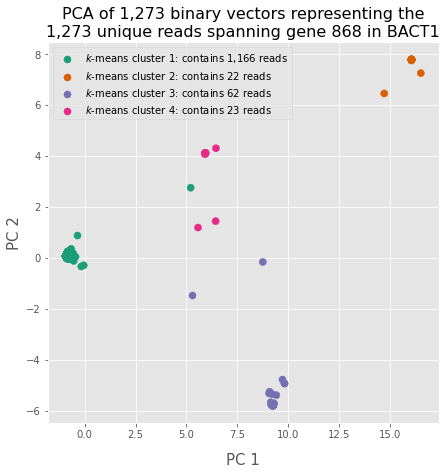 PCA of 1,273 binary vectors representing the
1,273 unique reads spanning gene 868 in BACT1
k-means cluster 1: contains 1,166 reads
k-means cluster 2: contains 22 reads
k-means cluster 3: contains 62 reads
k-means cluster 4: contains 23 reads
8
6
4
2
0
−2
−4
−6
PC 2
0.0 2.5 5.0 7.5 10.0 12.5 15.0
PC 1